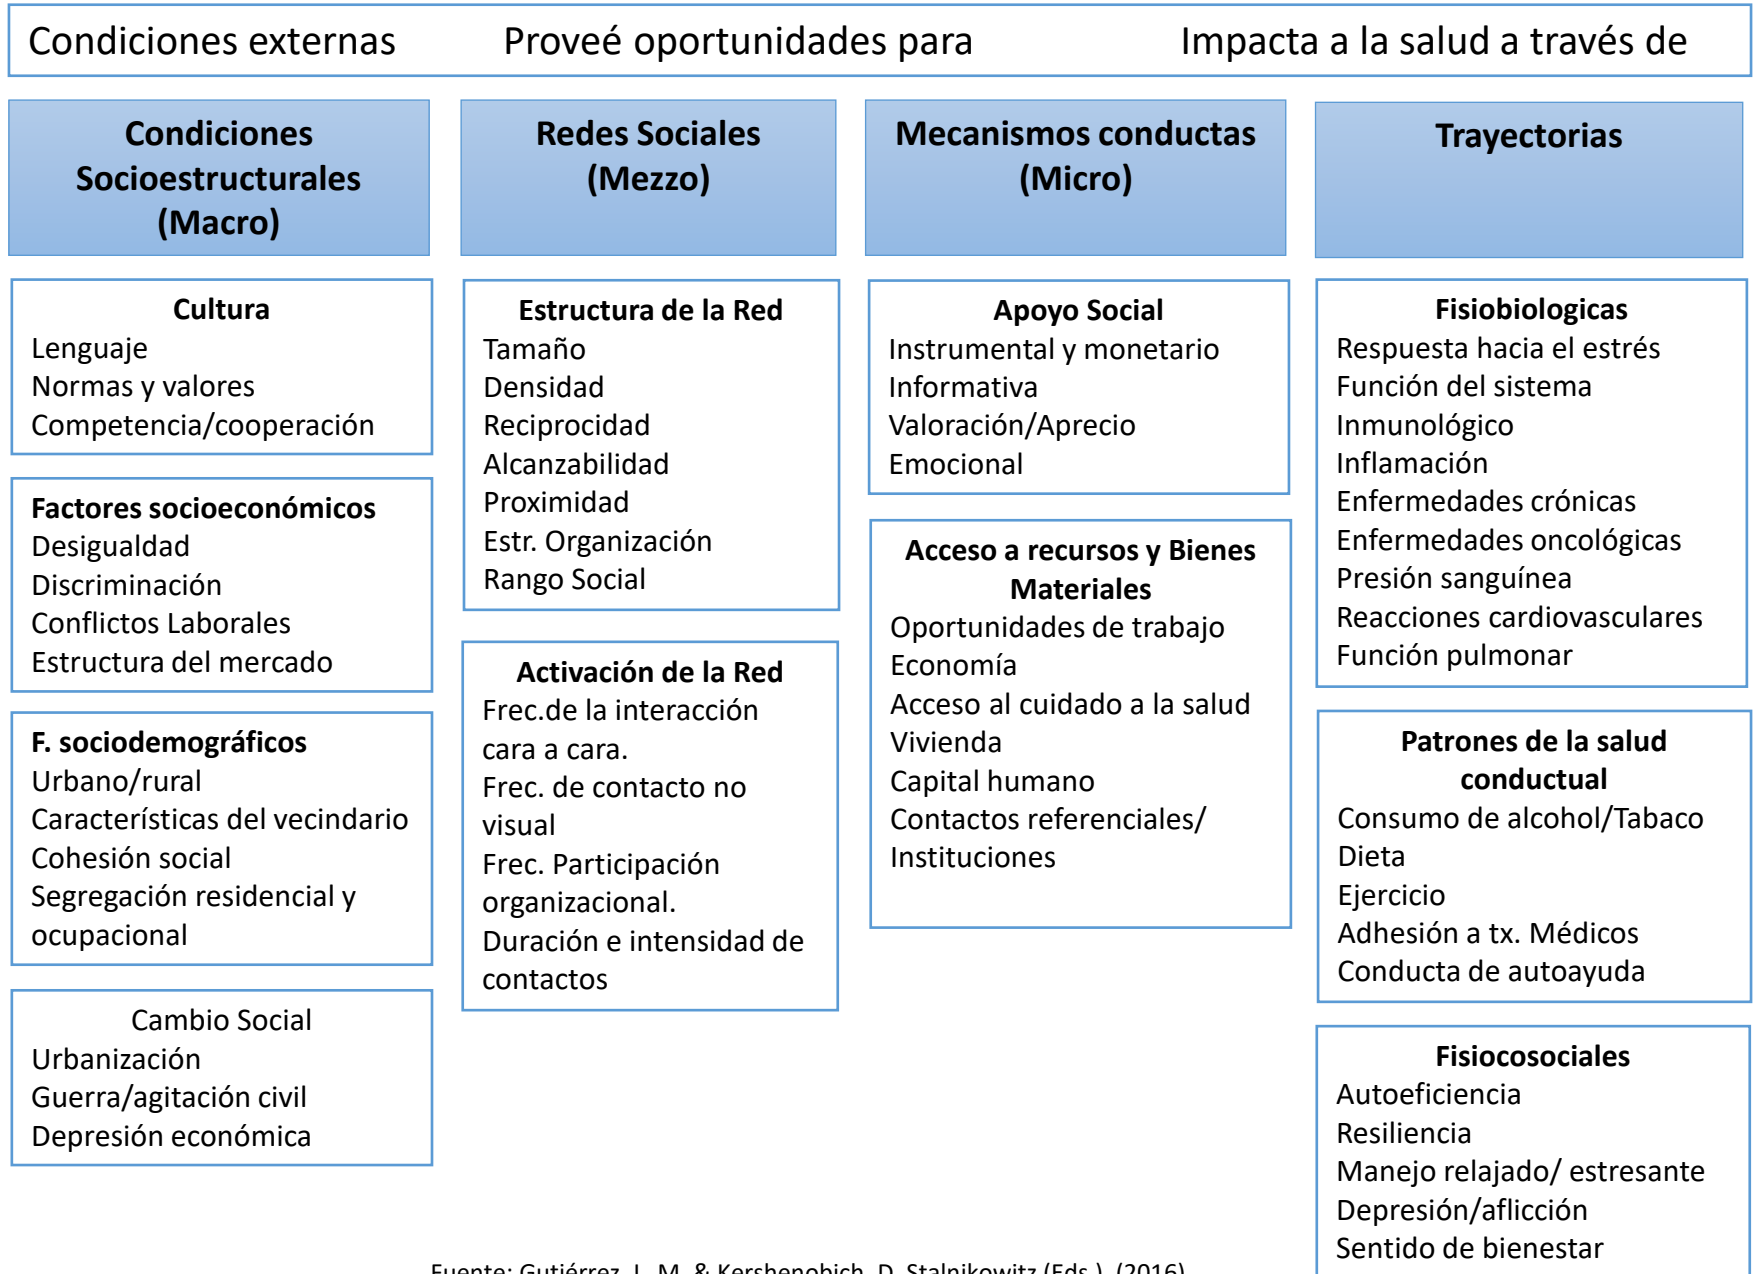 Condiciones externas Proveé oportunidades para Impacta a la salud a través de
Condiciones
Socioestructurales
(Macro)
Cultura
Lenguaje
Normas y valores
Competencia/cooperación
Factores socioeconómicos
Desigualdad
Discriminación
Conflictos Laborales
Estructura del mercado
F. sociodemográficos
Urbano/rural
Características del vecindario
Cohesión social
Segregación residencial y
ocupacional
Cambio Social
Urbanización
Guerra/agitación civil
Depresión económica
Redes Sociales
(Mezzo)
Estructura de la Red
Tamaño
Densidad
Reciprocidad
Alcanzabilidad
Proximidad
Estr. Organización
Rango Social
Activación de la Red
Frec.de la interacción
cara a cara.
Frec. de contacto no
visual
Frec. Participación
organizacional.
Duración e intensidad de
contactos
Mecanismos conductas
(Micro)
Apoyo Social
Instrumental y monetario
Informativa
Valoración/Aprecio
Emocional
Acceso a recursos y Bienes
Materiales
Oportunidades de trabajo
Economía
Acceso al cuidado a la salud
Vivienda
Capital humano
Contactos referenciales/
Instituciones
Trayectorias
Fisiobiologicas
Respuesta hacia el estrés
Función del sistema
Inmunológico
Inflamación
Enfermedades crónicas
Enfermedades oncológicas
Presión sanguínea
Reacciones cardiovasculares
Función pulmonar
Patrones de la salud
conductual
Consumo de alcohol/Tabaco
Dieta
Ejercicio
Adhesión a tx. Médicos
Conducta de autoayuda
Fisiocosociales
Autoeficiencia
Resiliencia
Manejo relajado/ estresante
Depresión/aflicción
Sentido de bienestar
Fuente: Gutiérrez, L. M. & Kershenobich, D. Stalnikowitz (Eds.). (2016)